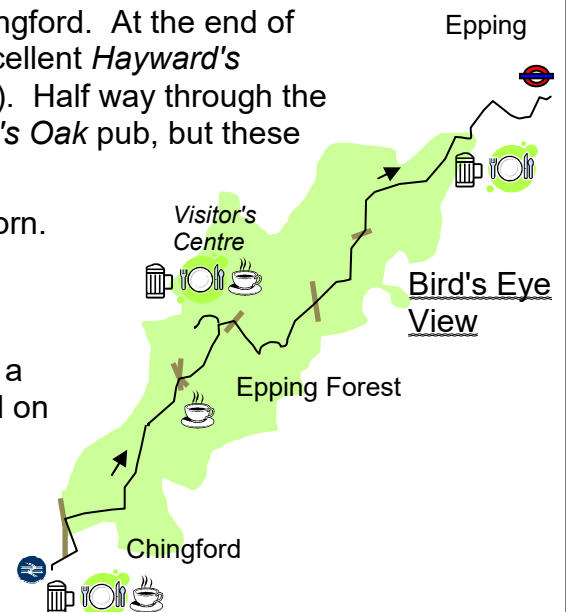 ngford. At the end of
Epping
cellent Hayward's
). Half way through the
's Oak pub, but these
orn.
Visitor's
Centre
Bird's Eye
View
a
d on
Epping Forest
Chingford